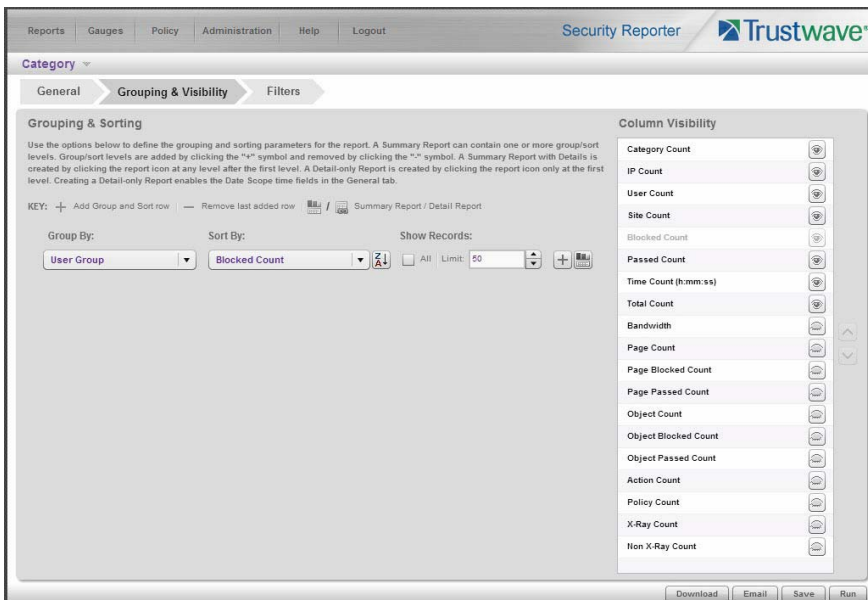 Reports Gauges Policy Administration Help Logout
Security Reporter Trustwave
Category
General Grouping & Visibility Filters
Grouping & Sorting
Use the options below to define the grouping and sorting parameters for the report. A Summary Report can contain one or more group/sort
levels. Group/sort levels are added by clicking the "+" symbol and removed by clicking the "-" symbol. A Summary Report with Details is
created by clicking the report icon at any level after the first level. A Detail-only Report is created by clicking the report icon only at the first
level. Creating a Detail-only Report enables the Date Scope time fields in the General tab.
KEY: + Add Group and Sort row — Remove last added row / Summary Report / Detail Report
Group By: Sort By: Show Records:
User Group Blocked Count All Limit: 50
Column Visibility
Category Count
IP Count
User Count
Site Count
Blocked Count
Passed Count
Time Count (h:mm:ss)
Total Count
Bandwidth
Page Count
Page Blocked Count
Page Passed Count
Object Count
Object Blocked Count
Object Passed Count
Action Count
Policy Count
X-Ray Count
Non X-Ray Count
Download Email Save Run